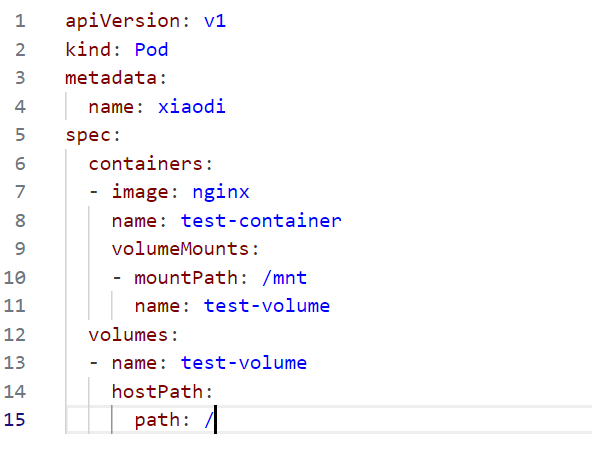 1 apiVersion: v1
2 kind: Pod
3 metadata:
4   name: xiaodi
5 spec:
6   containers:
7   - image: nginx
8     name: test-container
9     volumeMounts:
10     - mountPath: /mnt
11       name: test-volume
12   volumes:
13   - name: test-volume
14     hostPath:
15       path: /